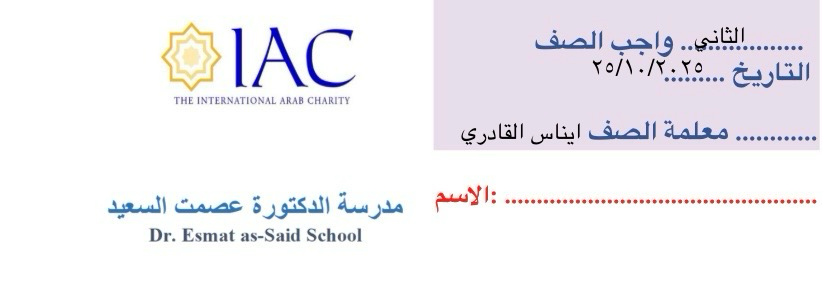 IAC
THE INTERNATIONAL ARAB CHARITY
مدرسة الدكتورة عصمت السعيد
Dr. Esmat as-Said School
واجب الصف ..الثاني..................
التاريخ ٢٥/١٠/٢٠٢٥.........
معلمة الصف ايناس القادري ............
الاسم: ................................................